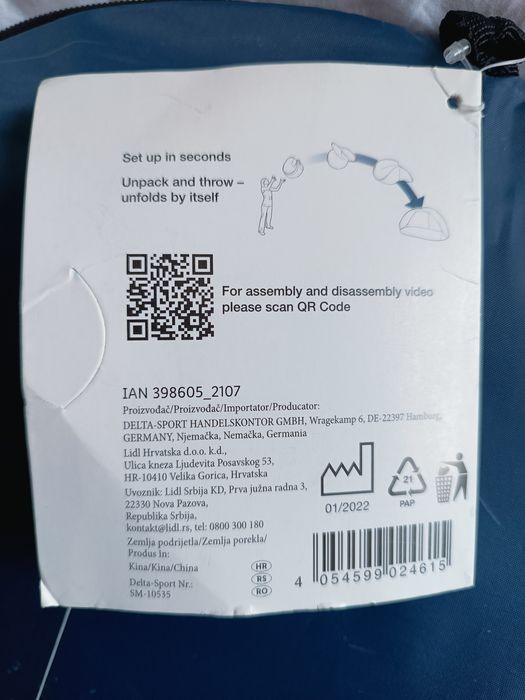 Set up in seconds
Unpack and throw –
unfolds by itself
For assembly and disassembly video
please scan QR Code
IAN 398605_2107
Proizvođač/Proizvođač/Importator/Producator:
DELTA-SPORT HANDELSKONTOR GMBH, Wragekamp 6, DE-22397 Hamburg,
GERMANY, Njemačka, Nemačka, Germania
Lidl Hrvatska d.o.o. k.d.,
Ulica kneza Ljudevita Posavskog 53,
HR-10410 Velika Gorica, Hrvatska
Uvoznik: Lidl Srbija KD, Prva južna radna 3,
22330 Nova Pazova,
Republika Srbija,
kontakt@lidl.rs, tel: 0800 300 180
Zemlja podrijetla/Zemlja porekla/
Produs in:
Kina/Kina/China
Delta-Sport Nr.:
SM-10535
HR
RS
RO
01/2022
21
PAP
4 054599 024615